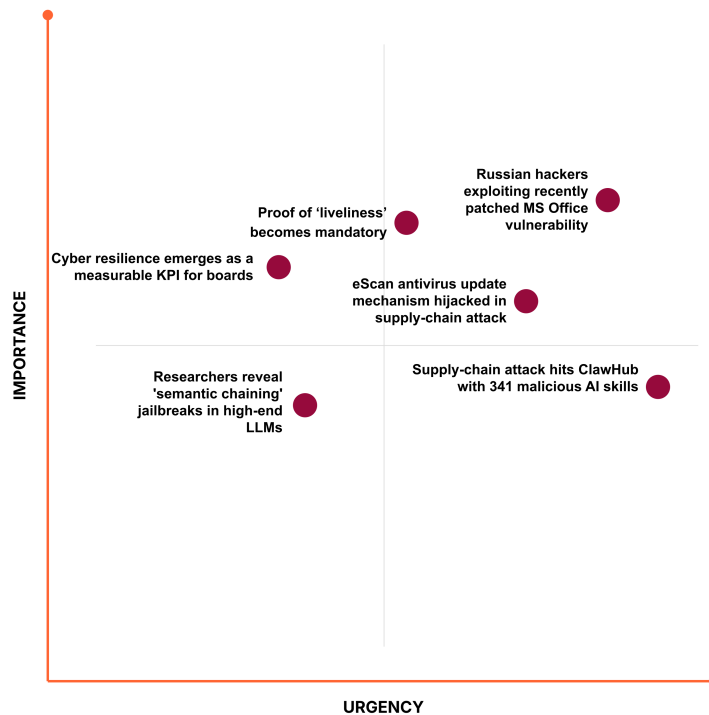 Russian hackers
exploiting recently
patched MS Office
vulnerability
Proof of ‘liveliness’
becomes mandatory
Cyber resilience emerges as a
measurable KPI for boards
eScan antivirus update
mechanism hijacked in
supply-chain attack
IMPORTANCE
Supply-chain attack hits ClawHub
with 341 malicious AI skills
Researchers reveal
'semantic chaining'
jailbreaks in high-end
LLMs
URGENCY